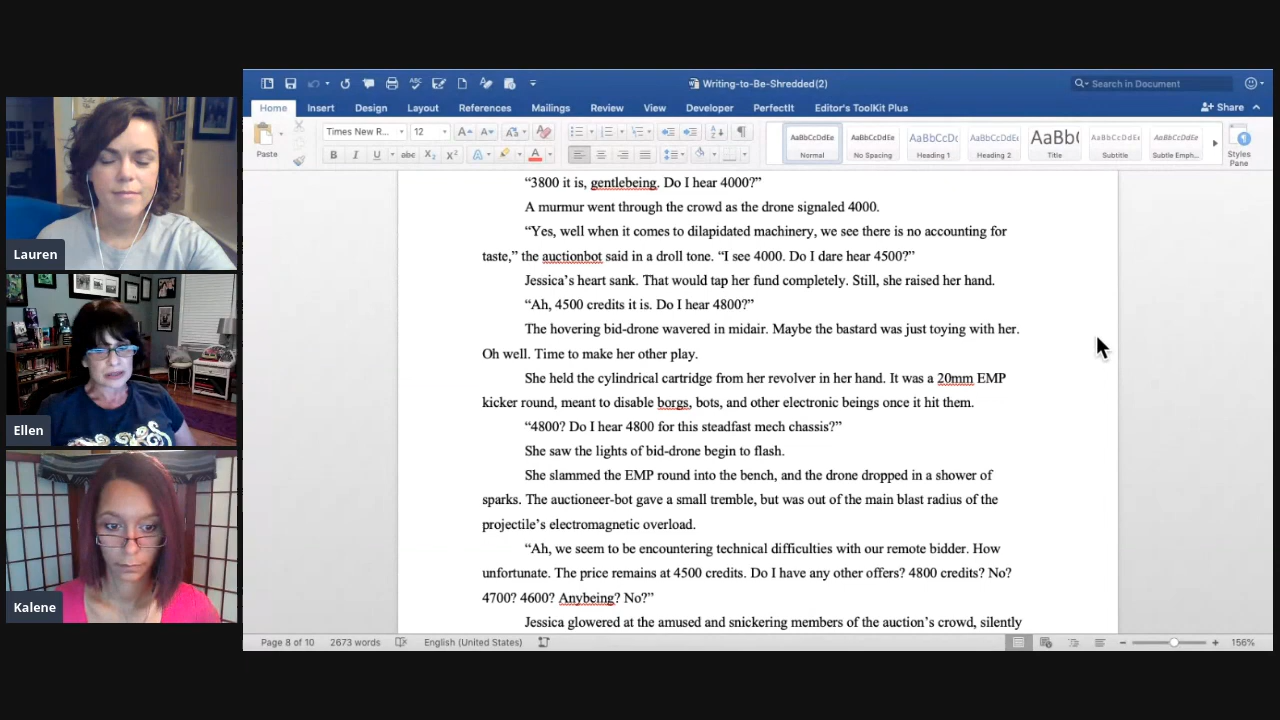 Writing-to-Be-Shredded(2)
Search in Document
Home Insert Design Layout References Mailings Review View Developer PerfectIt Editor's ToolKit Plus
Share
Paste
Times New R... 12
B I U abc X₂ X²
AaBbCcDdEe AaBbCcDdEe AaBbCcDc AaBbCcDdEe AaBb( AaBbCcDdEe AaBbCcDdEe
Normal No Spacing Heading 1 Heading 2 Title Subtitle Subtle Emph...
Styles Pane
Lauren
Ellen
Kalene
“3800 it is, gentlebeing. Do I hear 4000?”
A murmur went through the crowd as the drone signaled 4000.
“Yes, well when it comes to dilapidated machinery, we see there is no accounting for
taste,” the auctionbot said in a droll tone. “I see 4000. Do I dare hear 4500?”
Jessica’s heart sank. That would tap her fund completely. Still, she raised her hand.
“Ah, 4500 credits it is. Do I hear 4800?”
The hovering bid-drone wavered in midair. Maybe the bastard was just toying with her.
Oh well. Time to make her other play.
She held the cylindrical cartridge from her revolver in her hand. It was a 20mm EMP
kicker round, meant to disable borgs, bots, and other electronic beings once it hit them.
“4800? Do I hear 4800 for this steadfast mech chassis?”
She saw the lights of bid-drone begin to flash.
She slammed the EMP round into the bench, and the drone dropped in a shower of
sparks. The auctioneer-bot gave a small tremble, but was out of the main blast radius of the
projectile’s electromagnetic overload.
“Ah, we seem to be encountering technical difficulties with our remote bidder. How
unfortunate. The price remains at 4500 credits. Do I have any other offers? 4800 credits? No?
4700? 4600? Anybeing? No?”
Jessica glowered at the amused and snickering members of the auction’s crowd, silently
Page 8 of 10 2673 words English (United States) 156%